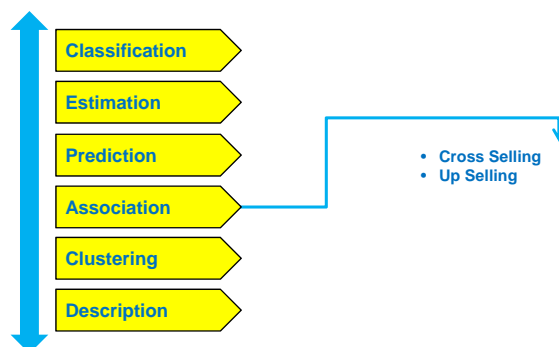 Classification
Estimation
Prediction
Association
Clustering
Description
• Cross Selling
• Up Selling